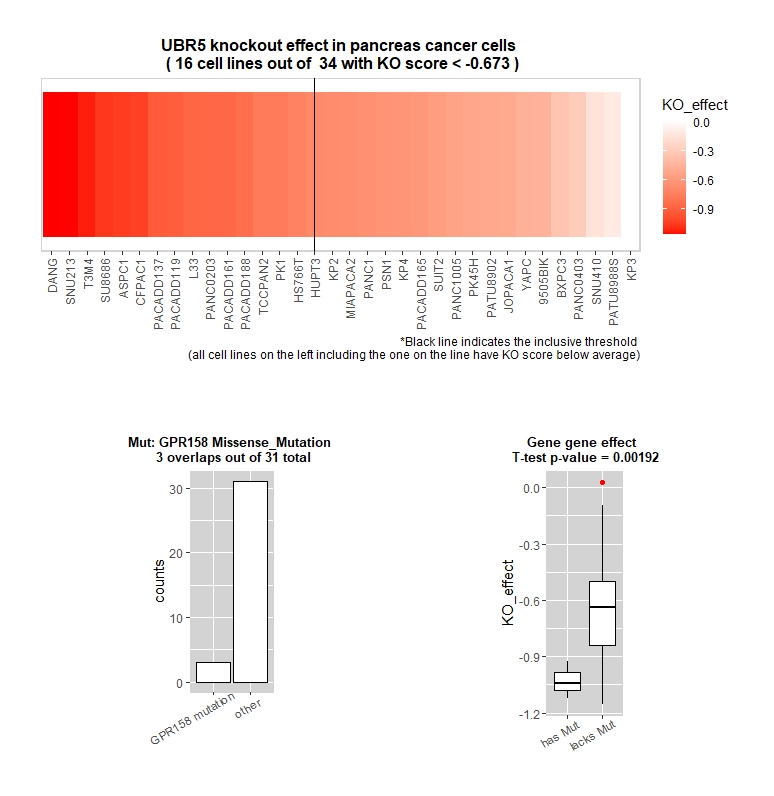 UBR5 knockout effect in pancreas cancer cells
( 16 cell lines out of  34 with KO score < -0.673 )
KO_effect
0.0
-0.3
-0.6
-0.9
DANG
SNU213
T3M4
SU8686
ASPC1
CFPAC1
PACADD137
PACADD119
L33
PANC0203
PACADD161
PACADD188
TCCPAN2
PK1
HS766T
HUPT3
KP2
MIAPACA2
PANC1
PSN1
KP4
PACADD165
SUIT2
PANC1005
PK45H
PATU8902
JOPACA1
YAPC
9505BIK
BXPC3
PANC0403
SNU410
PATU8988S
KP3
*Black line indicates the inclusive threshold
(all cell lines on the left including the one on the line have KO score below average)
Mut: GPR158 Missense_Mutation
3 overlaps out of 31 total
counts
30
20
10
0
GPR158 mutation
other
Gene gene effect
T-test p-value = 0.00192
KO_effect
0.0
-0.3
-0.6
-0.9
-1.2
has Mut
lacks Mut